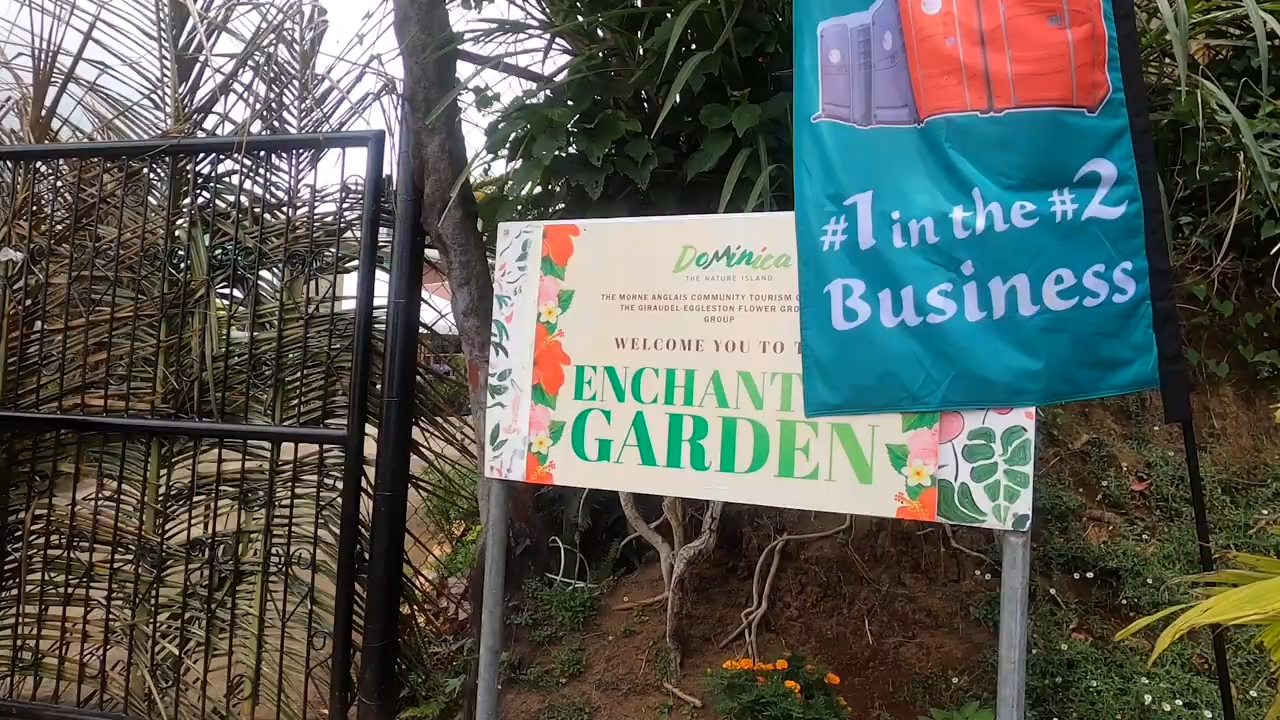 Dominica
THE NATURE ISLAND
THE MORNE ANGLAIS COMMUNITY TOURISM
THE GIRAUDEL-EGGLESTON FLOWER GRO
GROUP
WELCOME YOU TO T
ENCHANT
GARDEN
#1 in the #2
Business